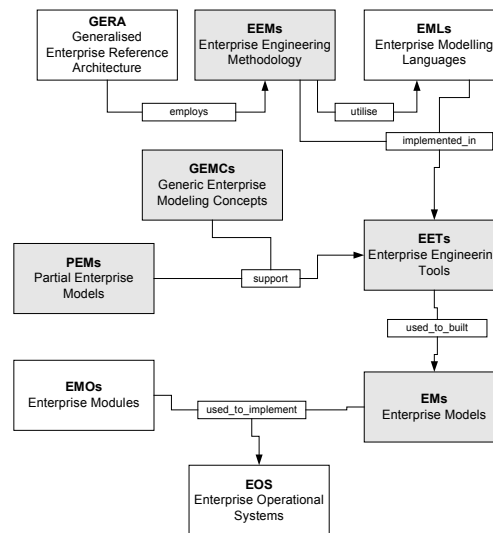 GERA
Generalised
Enterprise Reference
Architecture
EEMs
Enterprise Engineering
Methodology
EMLs
Enterprise Modelling
Languages
employs
utilise
implemented_in
GEMCs
Generic Enterprise
Modeling Concepts
PEMs
Partial Enterprise
Models
support
EETs
Enterprise Engineering
Tools
used_to_built
EMOs
Enterprise Modules
used_to_implement
EMs
Enterprise Models
EOS
Enterprise Operational
Systems